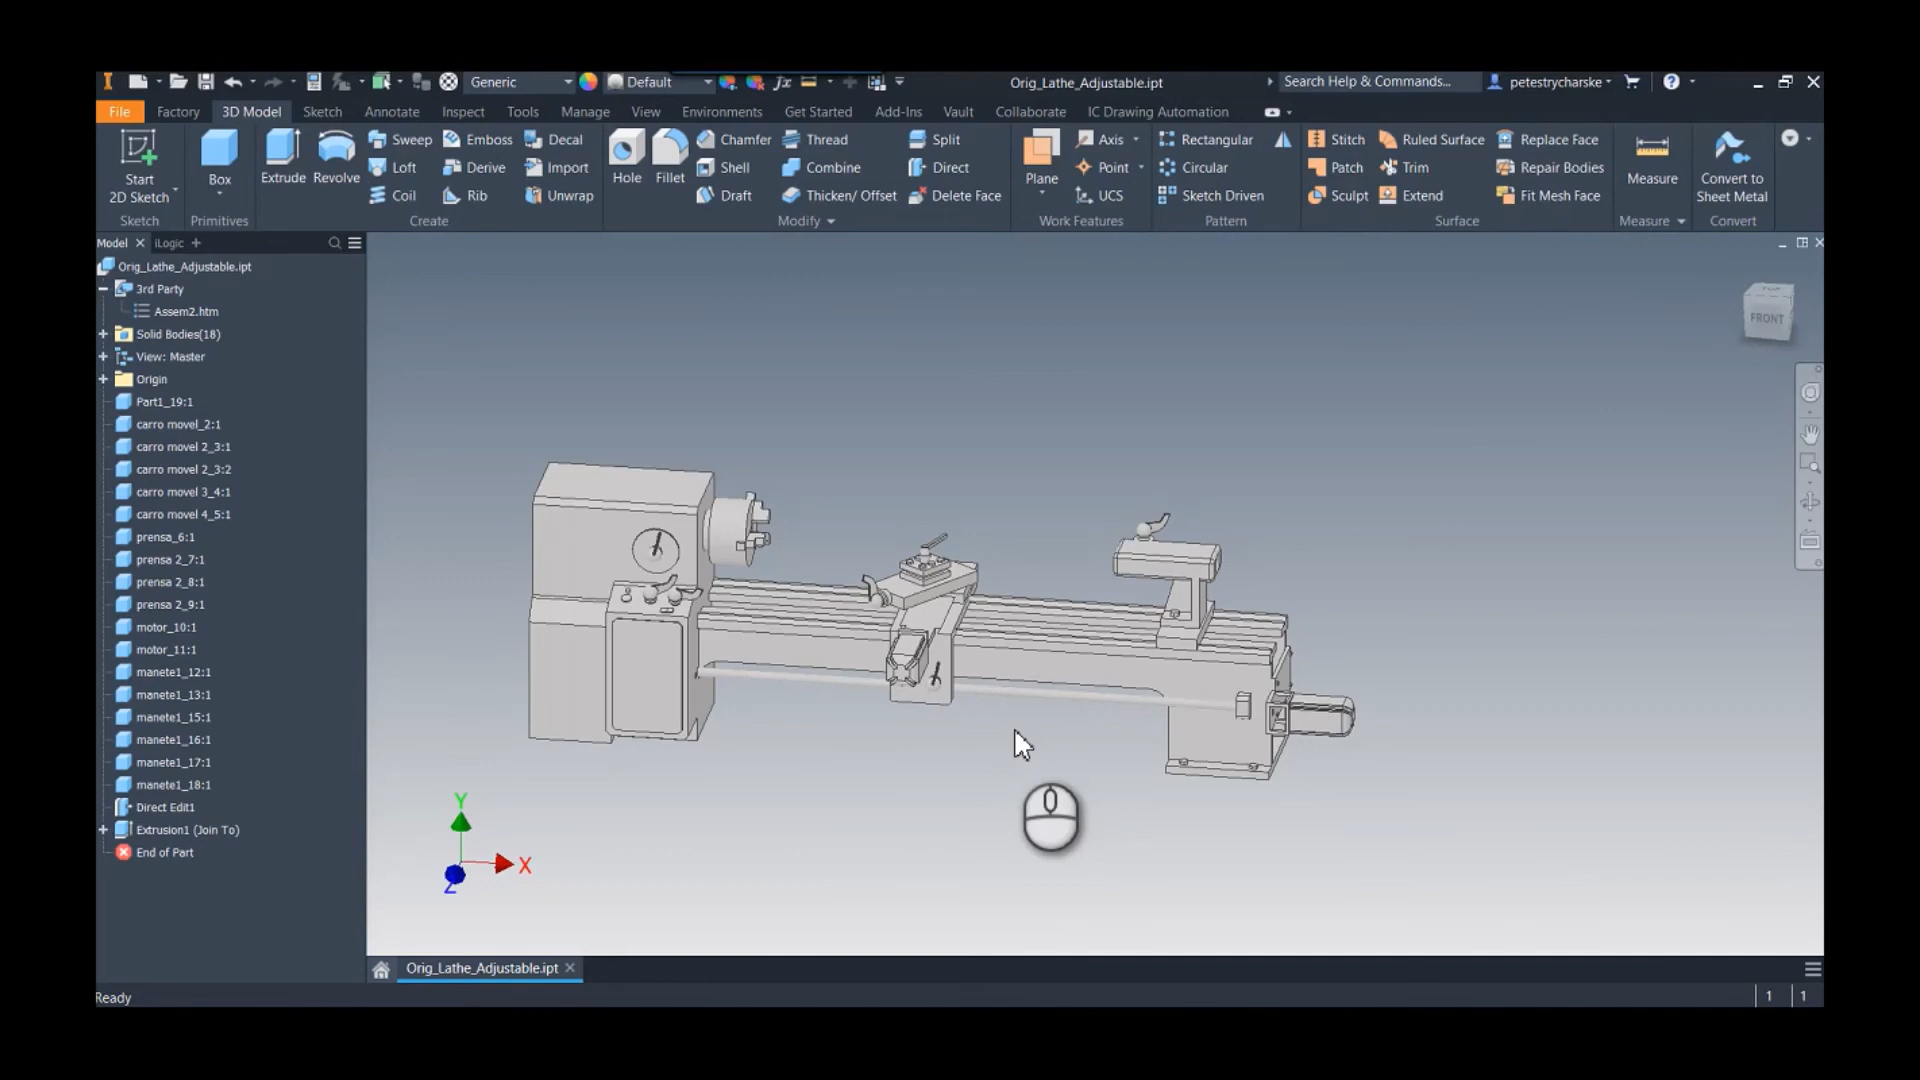 Generic Default Orig_Lathe_Adjustable.ipt Search Help & Commands... petestrycharske
File Factory 3D Model Sketch Annotate Inspect Tools Manage View Environments Get Started Add-Ins Vault Collaborate IC Drawing Automation
Start
2D Sketch
Sketch
Box
Primitives
Extrude Revolve
Sweep Emboss Decal
Loft Derive Import
Coil Rib Unwrap
Create
Hole Fillet
Chamfer Thread Split
Shell Combine Direct
Draft Thicken/ Offset Delete Face
Modify
Plane
Axis
Point
UCS
Work Features
Rectangular
Circular
Sketch Driven
Pattern
Stitch Ruled Surface Replace Face
Patch Trim Repair Bodies
Sculpt Extend Fit Mesh Face
Surface
Measure
Measure
Convert to
Sheet Metal
Convert
Model iLogic
Orig_Lathe_Adjustable.ipt
3rd Party
Assem2.htm
Solid Bodies(18)
View: Master
Origin
Part1_19:1
carro movel_2:1
carro movel 2_3:1
carro movel 2_3:2
carro movel 3_4:1
carro movel 4_5:1
prensa_6:1
prensa 2_7:1
prensa 2_8:1
prensa 2_9:1
motor_10:1
motor_11:1
manete1_12:1
manete1_13:1
manete1_15:1
manete1_16:1
manete1_17:1
manete1_18:1
Direct Edit1
Extrusion1 (Join To)
End of Part
TOP
FRONT
Y
X
Z
Orig_Lathe_Adjustable.ipt
Ready
1 1